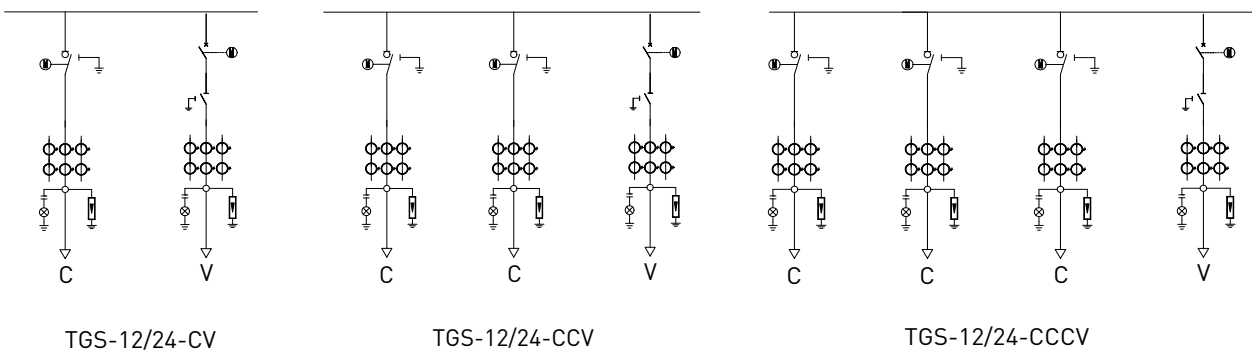 C V
C C V
C C C V
TGS-12/24-CV
TGS-12/24-CCV
TGS-12/24-CCCV